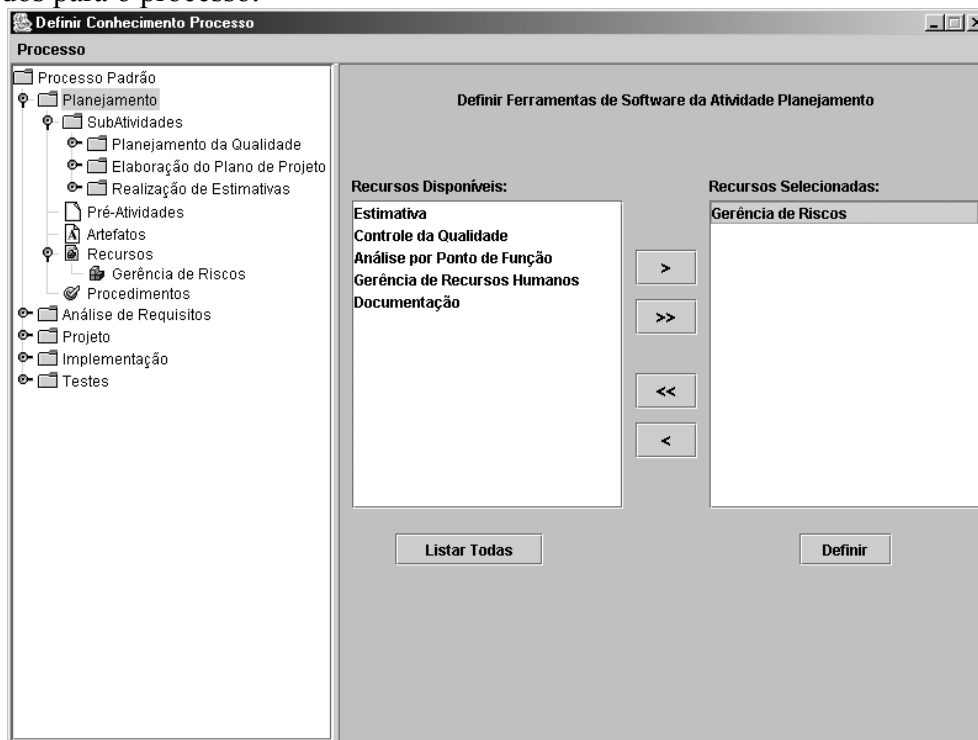 dos para o processo.
Definir Conhecimento Processo
Processo
Processo Padrão
Planejamento
SubAtividades
Planejamento da Qualidade
Elaboração do Plano de Projeto
Realização de Estimativas
Pré-Atividades
Artefatos
Recursos
Gerência de Riscos
Procedimentos
Análise de Requisitos
Projeto
Implementação
Testes
Definir Ferramentas de Software da Atividade Planejamento
Recursos Disponíveis:
Estimativa
Controle da Qualidade
Análise por Ponto de Função
Gerência de Recursos Humanos
Documentação
>
>>
<<
<
Recursos Selecionadas:
Gerência de Riscos
Listar Todas
Definir